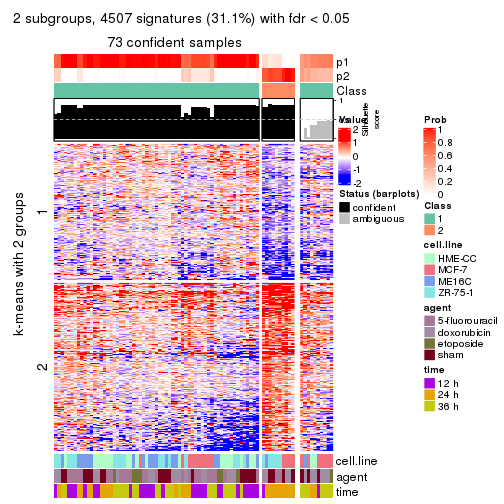 2 subgroups, 4507 signatures (31.1%) with fdr < 0.05
73 confident samples
p1
p2
Class
1
Silhouette
score
k-means with 2 groups
1
2
cell.line
agent
time
Value
2
1
0
-1
-2
Status (barplots)
confident
ambiguous
Prob
1
0.8
0.6
0.4
0.2
0
Class
1
2
cell.line
HME-CC
MCF-7
ME16C
ZR-75-1
agent
5-fluorouracil
doxorubicin
etoposide
sham
time
12 h
24 h
36 h